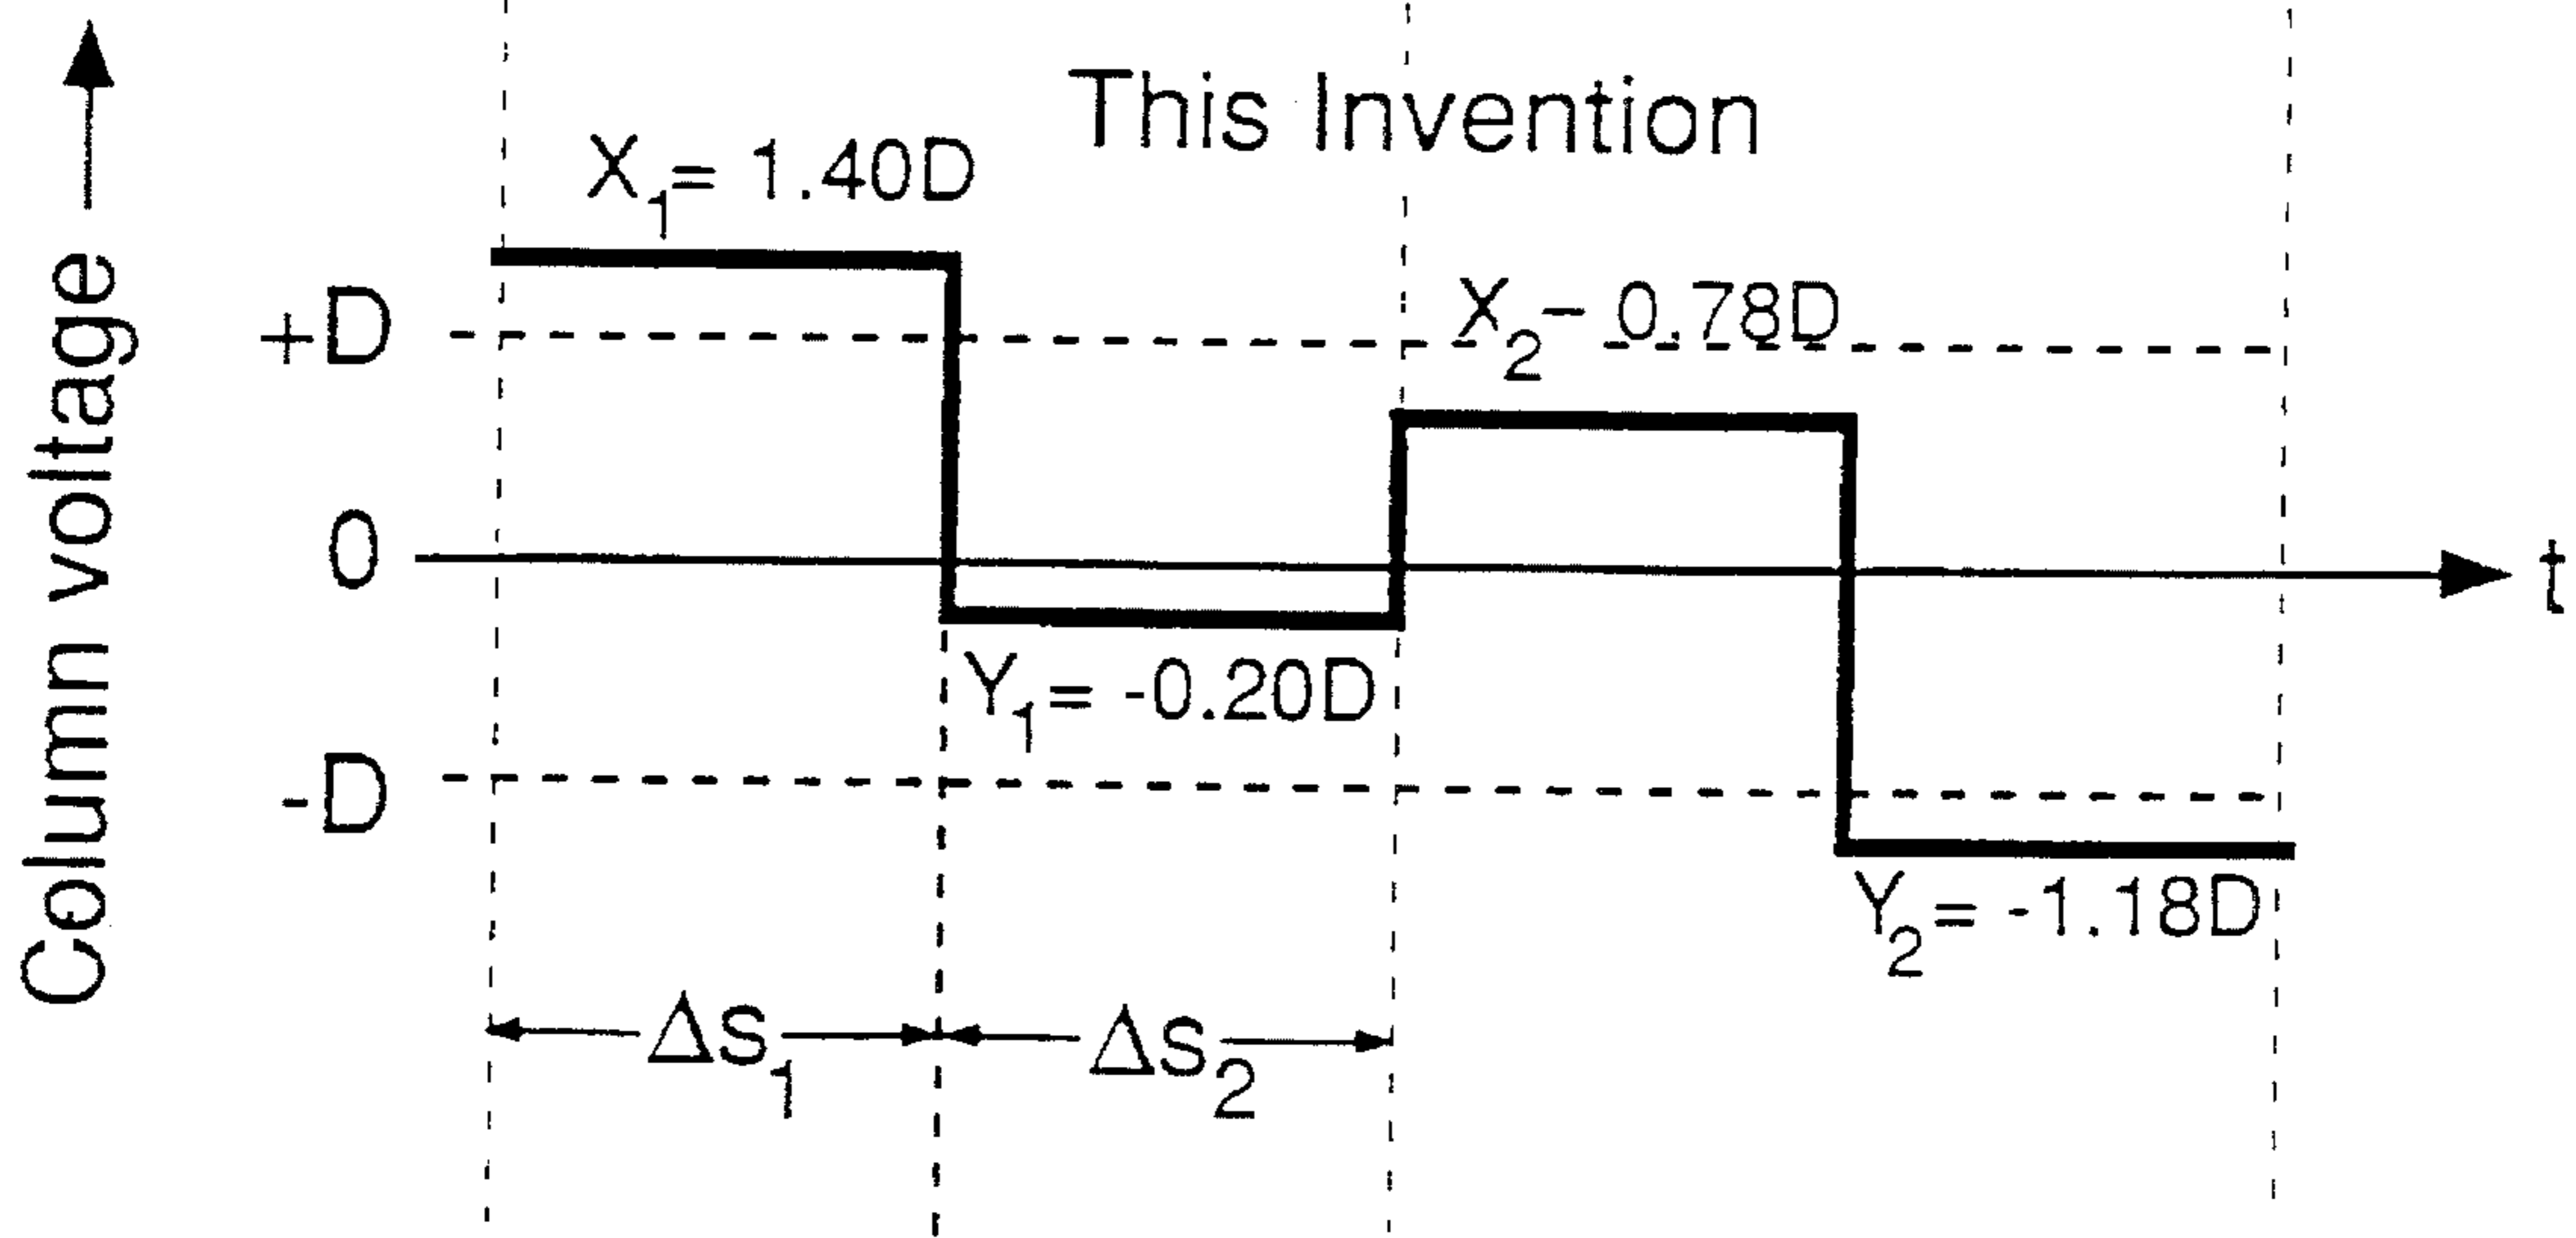 This Invention
X1= 1.40D
+D
X2- 0.78D
Column voltage
0
t
Y1= -0.20D
-D
Y2= -1.18D
ΔS1 ΔS2